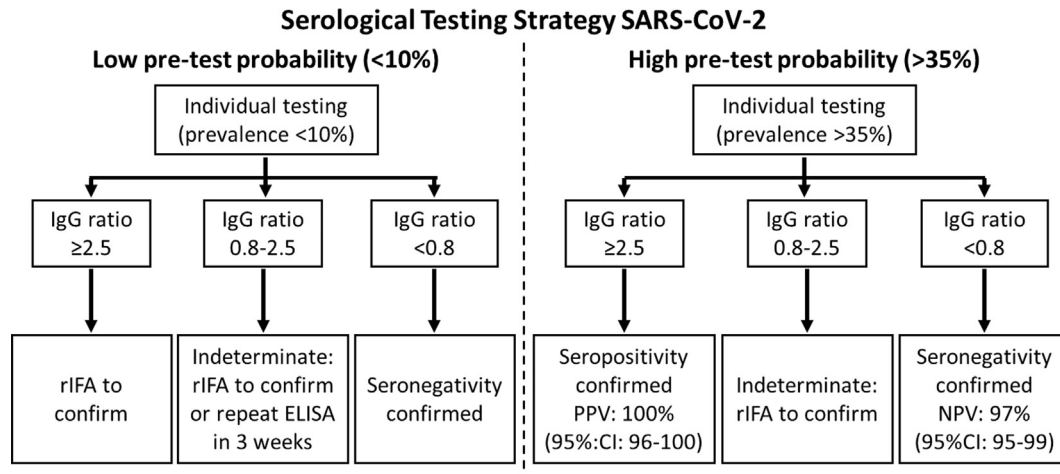 Serological Testing Strategy SARS-CoV-2
Low pre-test probability (<10%)
Individual testing
(prevalence <10%)
IgG ratio
≥2.5
IgG ratio
0.8-2.5
IgG ratio
<0.8
rIFA to
confirm
Indeterminate:
rIFA to confirm
or repeat ELISA
in 3 weeks
Seronegativity
confirmed
High pre-test probability (>35%)
Individual testing
(prevalence >35%)
IgG ratio
≥2.5
IgG ratio
0.8-2.5
IgG ratio
<0.8
Seropositivity
confirmed
PPV: 100%
(95%:CI: 96-100)
Indeterminate:
rIFA to confirm
Seronegativity
confirmed
NPV: 97%
(95%CI: 95-99)